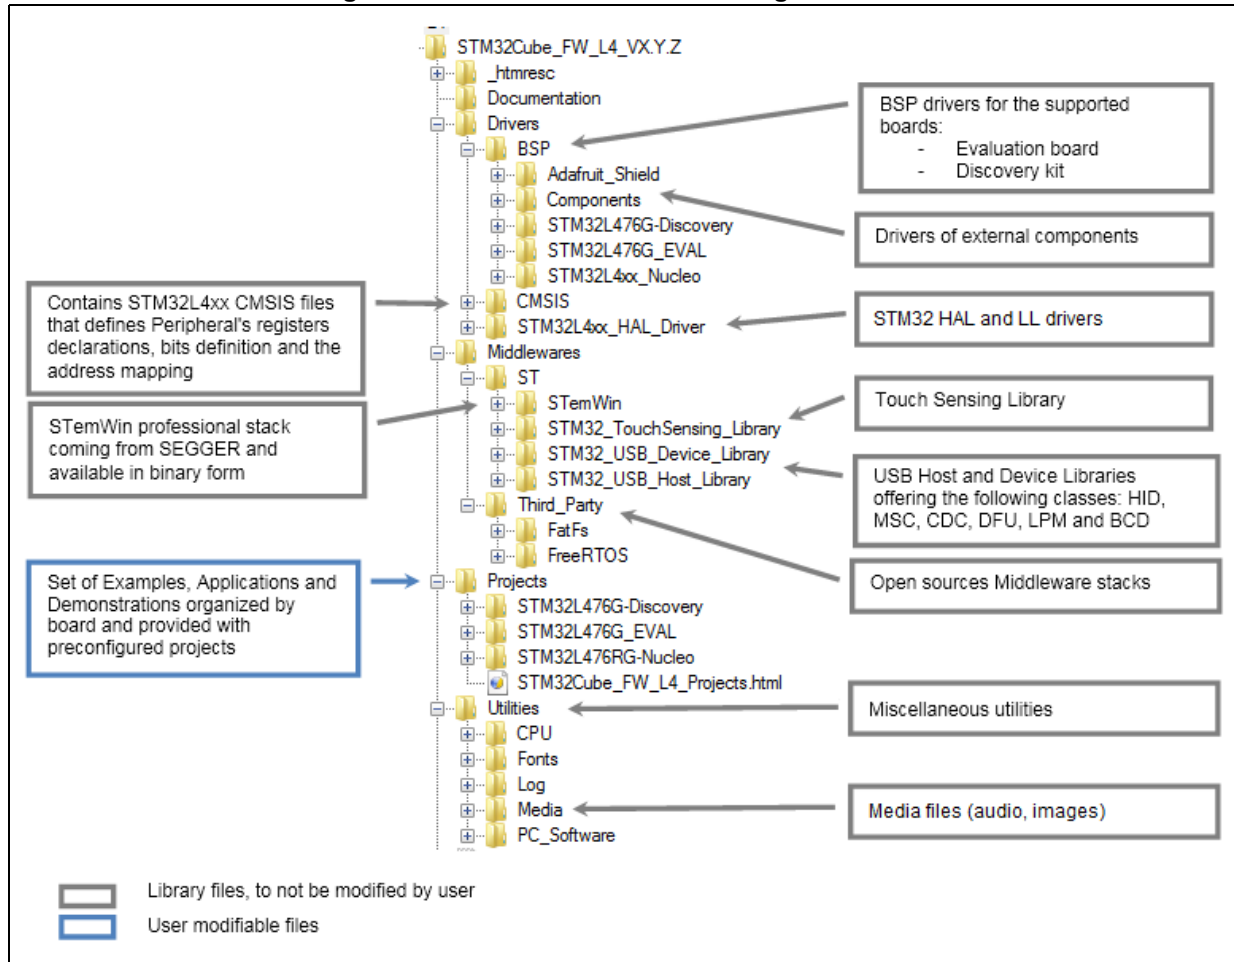 STM32Cube_FW_L4_VX.Y.Z
_htmresc
Documentation
Drivers
BSP
Adafruit_Shield
Components
STM32L476G-Discovery
STM32L476G_EVAL
STM32L4xx_Nucleo
CMSIS
STM32L4xx_HAL_Driver
Middlewares
ST
STemWin
STM32_TouchSensing_Library
STM32_USB_Device_Library
STM32_USB_Host_Library
Third_Party
FatFs
FreeRTOS
Projects
STM32L476G-Discovery
STM32L476G_EVAL
STM32L476RG-Nucleo
STM32Cube_FW_L4_Projects.html
Utilities
CPU
Fonts
Log
Media
PC_Software
Contains STM32L4xx CMSIS files
that defines Peripheral's registers
declarations, bits definition and the
address mapping
STemWin professional stack
coming from SEGGER and
available in binary form
Set of Examples, Applications and
Demonstrations organized by
board and provided with
preconfigured projects
BSP drivers for the supported
boards:
- Evaluation board
- Discovery kit
Drivers of external components
STM32 HAL and LL drivers
Touch Sensing Library
USB Host and Device Libraries
offering the following classes: HID,
MSC, CDC, DFU, LPM and BCD
Open sources Middleware stacks
Miscellaneous utilities
Media files (audio, images)
Library files, to not be modified by user
User modifiable files